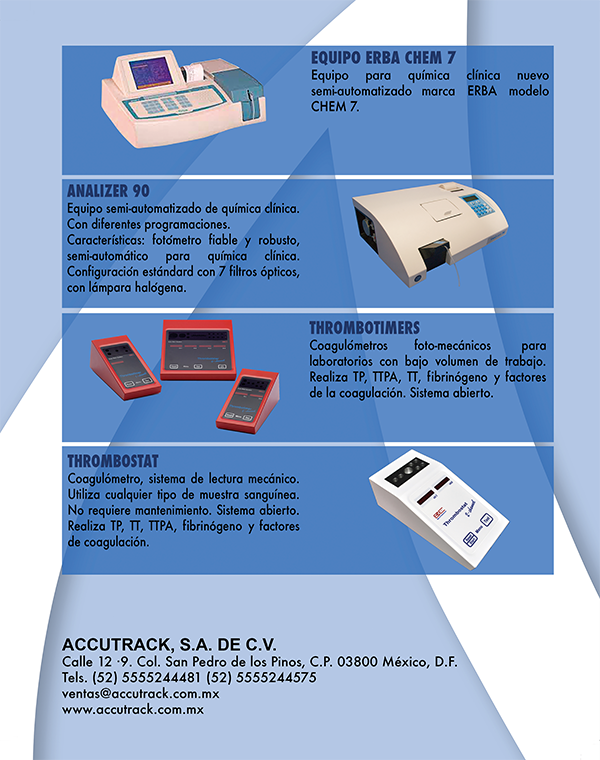 EQUIPO ERBA CHEM 7
Equipo para química clínica nuevo
semi-automatizado marca ERBA modelo
CHEM 7.
ANALIZER 90
Equipo semi-automatizado de química clínica.
Con diferentes programaciones.
Características: fotómetro fiable y robusto,
semi-automático para química clínica.
Configuración estándard con 7 filtros ópticos,
con lámpara halógena.
THROMBOTIMERS
Coagulómetros foto-mecánicos para
laboratorios con bajo volumen de trabajo.
Realiza TP, TTPA, TT, fibrinógeno y factores
de la coagulación. Sistema abierto.
THROMBOSTAT
Coagulómetro, sistema de lectura mecánico.
Utiliza cualquier tipo de muestra sanguínea.
No requiere mantenimiento. Sistema abierto.
Realiza TP, TT, TTPA, fibrinógeno y factores
de coagulación.
Thrombostat
ACCUTRACK, S.A. DE C.V.
Calle 12 ·9. Col. San Pedro de los Pinos, C.P. 03800 México, D.F.
Tels. (52) 5555244481 (52) 5555244575
ventas@accutrack.com.mx
www.accutrack.com.mx